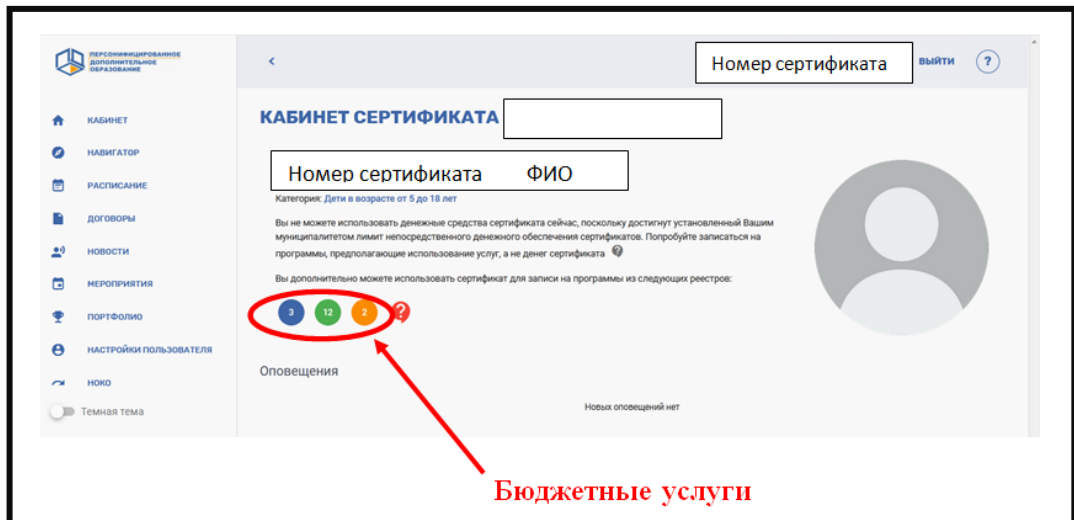 ПЕРСОНИФИЦИРОВАННОЕ
ДОПОЛНИТЕЛЬНОЕ
ОБРАЗОВАНИЕ
Номер сертификата
ВЫЙТИ
?
КАБИНЕТ
НАВИГАТОР
РАСПИСАНИЕ
ДОГОВОРЫ
НОВОСТИ
МЕРОПРИЯТИЯ
ПОРТФОЛИО
НАСТРОЙКИ ПОЛЬЗОВАТЕЛЯ
НОКО
Темная тема
КАБИНЕТ СЕРТИФИКАТА
Номер сертификата ФИО
Категория: Дети в возрасте от 5 до 18 лет
Вы не можете использовать денежные средства сертификата сейчас, поскольку достигнут установленный Вашим
муниципалитетом лимит непосредственного денежного обеспечения сертификатов. Попробуйте записаться на
программы, предполагающие использование услуг, а не денег сертификата ?
Вы дополнительно можете использовать сертификат для записи на программы из следующих реестров:
3 12 2 ?
Оповещения
Новых оповещений нет
Бюджетные услуги